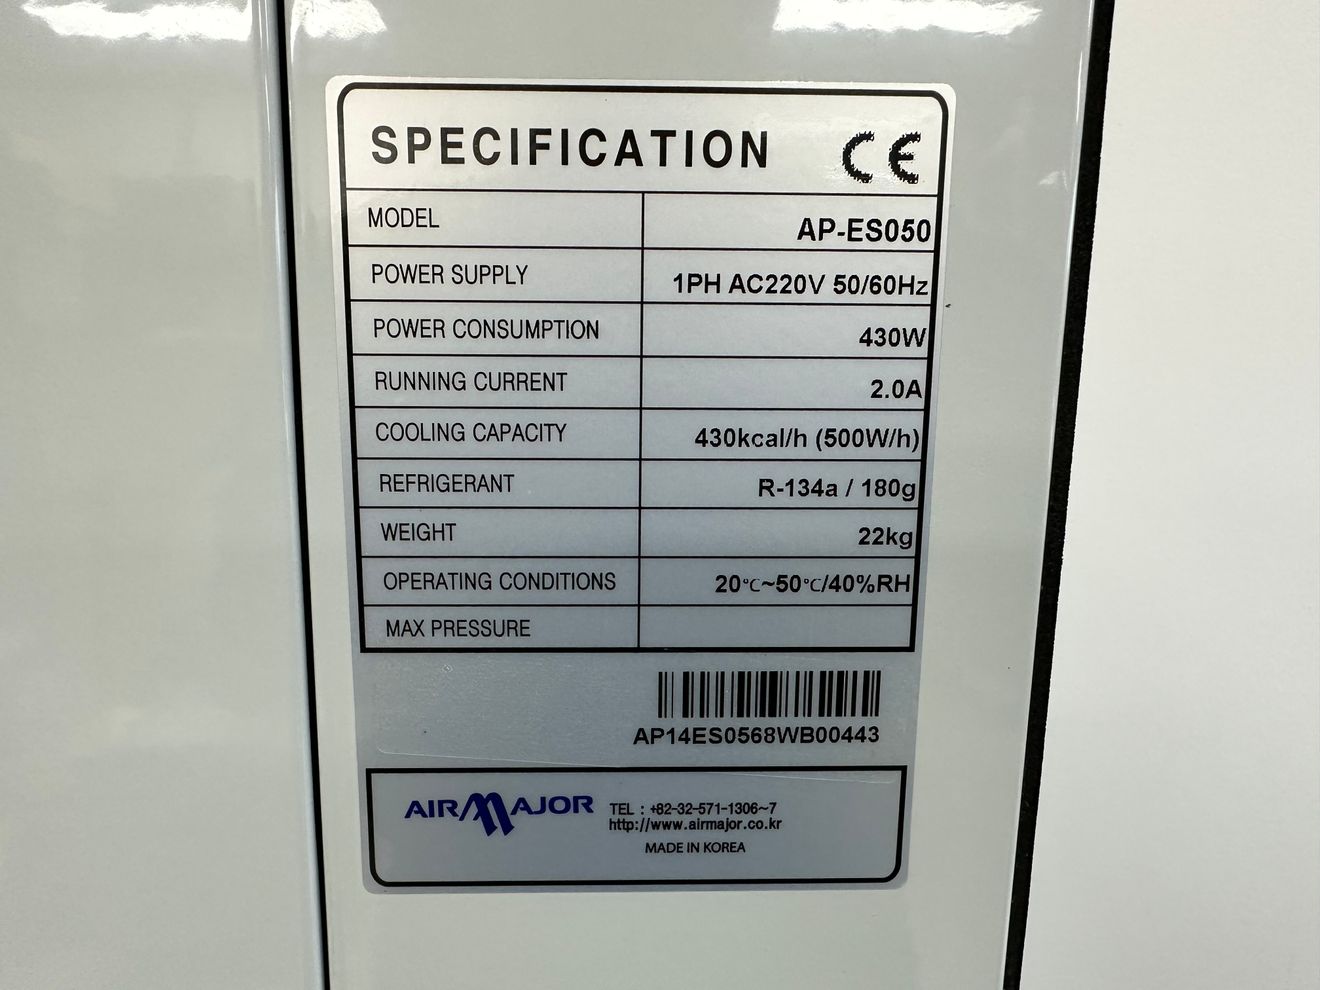 SPECIFICATION CE
MODEL AP-ES050
POWER SUPPLY 1PH AC220V 50/60Hz
POWER CONSUMPTION 430W
RUNNING CURRENT 2.0A
COOLING CAPACITY 430kcal/h (500W/h)
REFRIGERANT R-134a / 180g
WEIGHT 22kg
OPERATING CONDITIONS 20℃~50℃/40%RH
MAX PRESSURE
AP14ES0568WB00443
AIRMAJOR
TEL : +82-32-571-1306~7
http://www.airmajor.co.kr
MADE IN KOREA